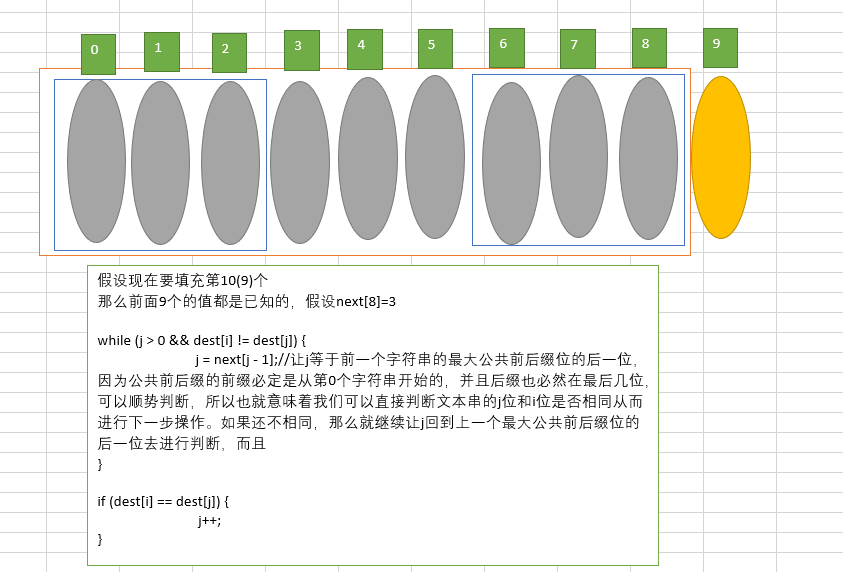 0 1 2 3 4 5 6 7 8 9
假设现在要填充第10(9)个
那么前面9个的值都是已知的，假设next[8]=3
while (j > 0 && dest[i] != dest[j]) {
j = next[j - 1];//让j等于前一个字符串的最大公共前后缀位的后一位，
因为公共前后缀的前缀必定是从第0个字符串开始的，并且后缀也必然在最后几位，
可以顺势判断，所以也就意味着我们可以直接判断文本串的j位和i位是否相同从而
进行下一步操作。如果还不相同，那么就继续让j回到上一个最大公共前后缀位的
后一位去进行判断，而且
}
if (dest[i] == dest[j]) {
j++;
}